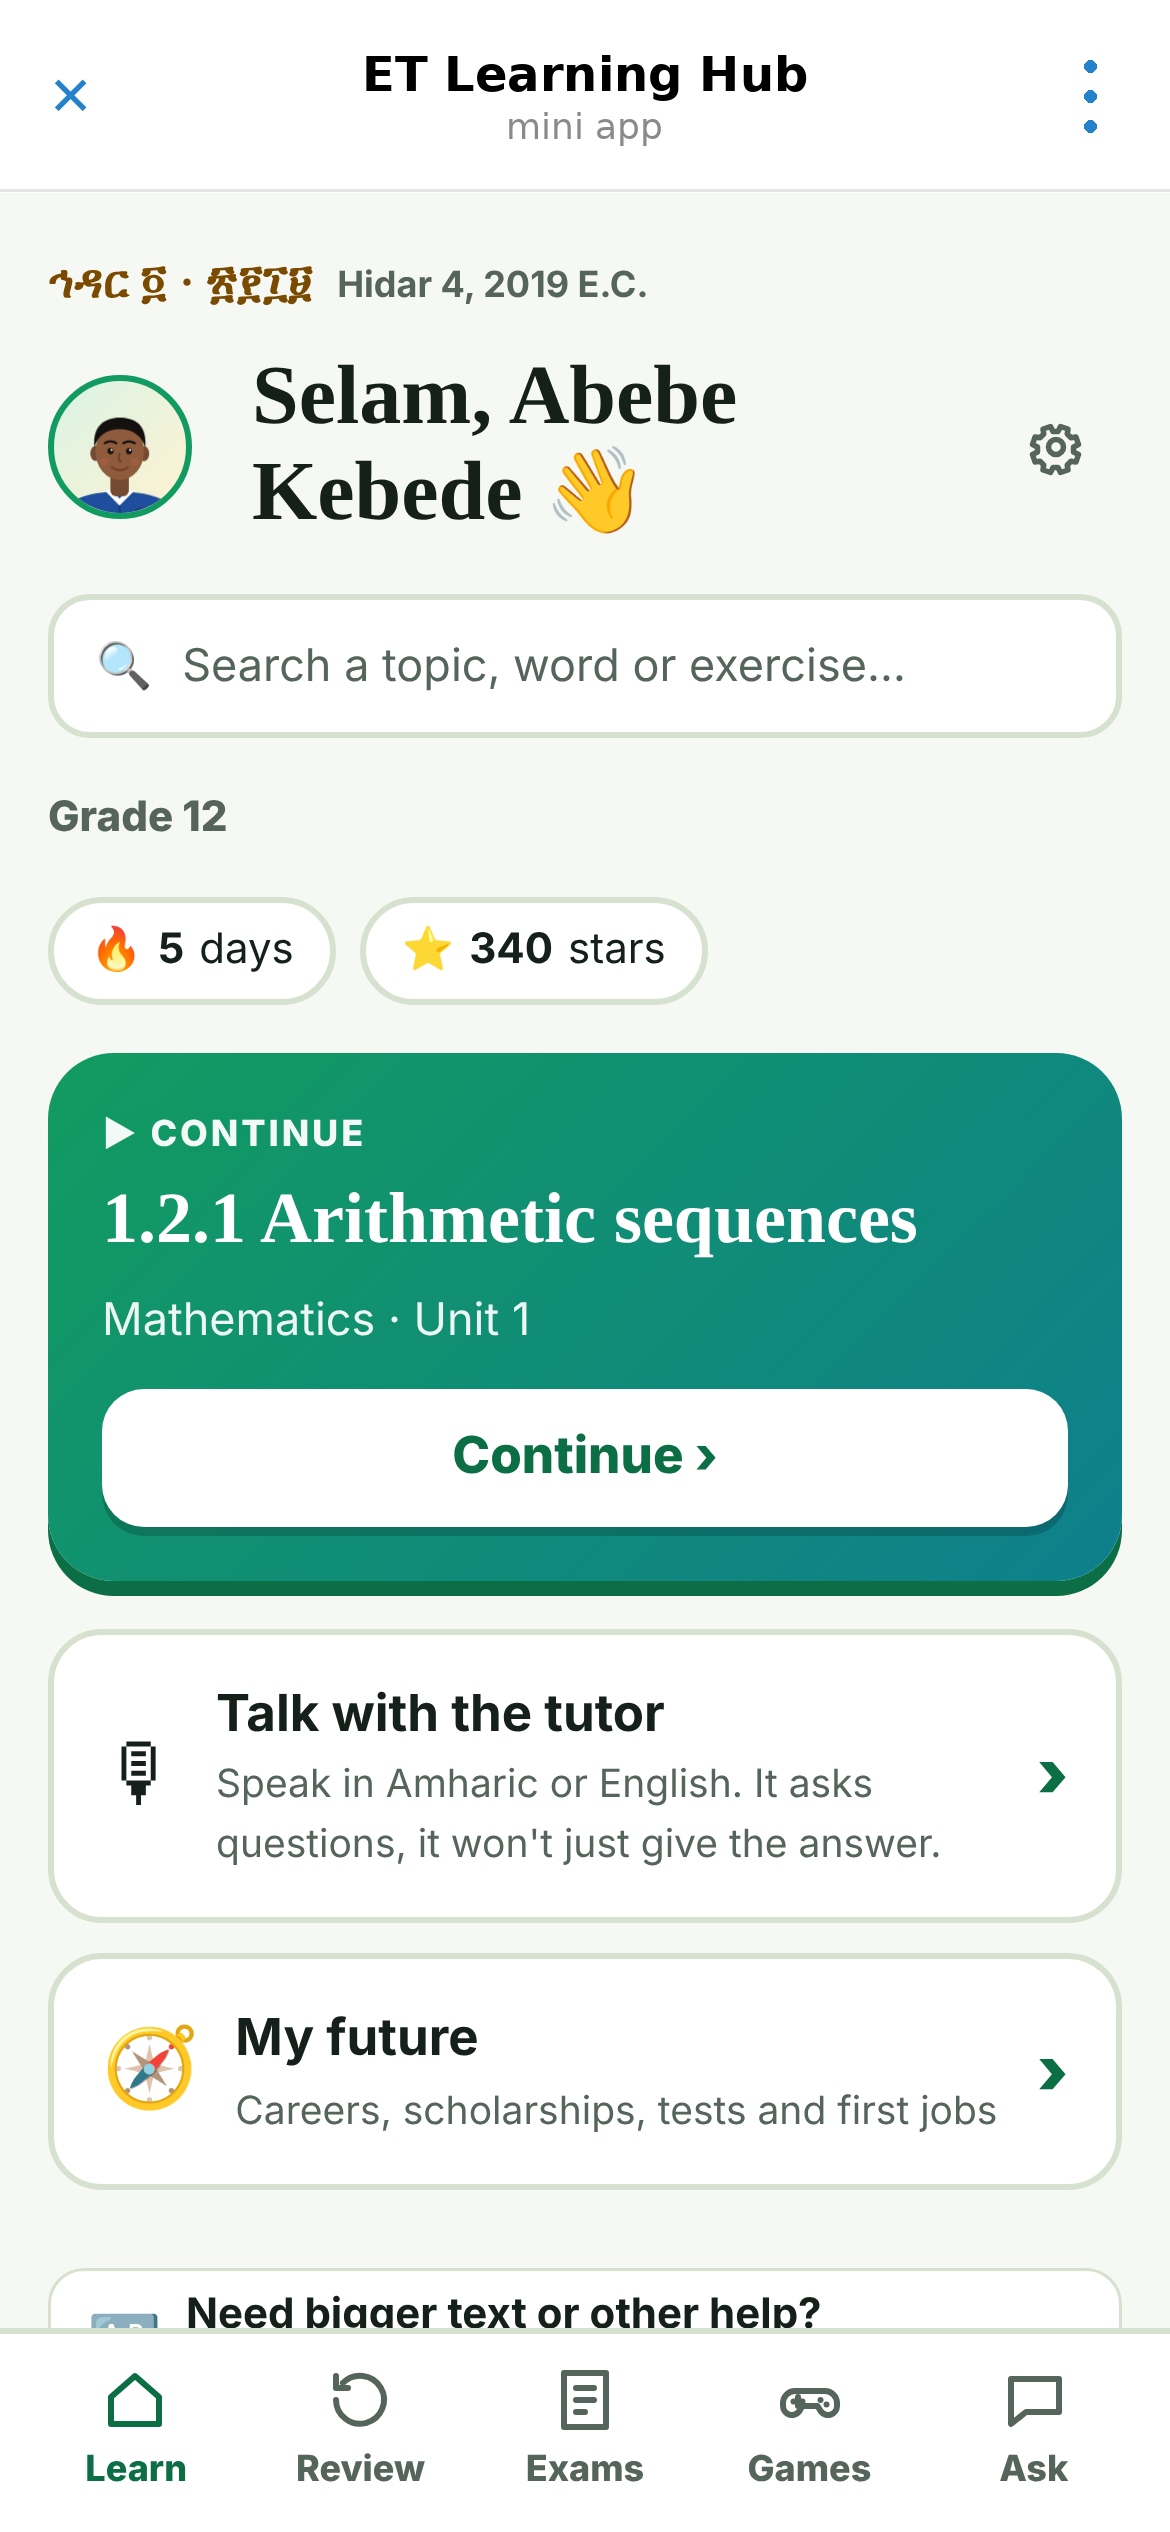 ET Learning Hub
mini app
ኅዳር ፬ · ፳፻፲፱ Hidar 4, 2019 E.C.
Selam, Abebe
Kebede 👋
Search a topic, word or exercise...
Grade 12
🔥 5 days ⭐ 340 stars
▶ CONTINUE
1.2.1 Arithmetic sequences
Mathematics · Unit 1
Continue ›
Talk with the tutor
Speak in Amharic or English. It asks
questions, it won't just give the answer.
My future
Careers, scholarships, tests and first jobs
Need bigger text or other help?
Learn Review Exams Games Ask